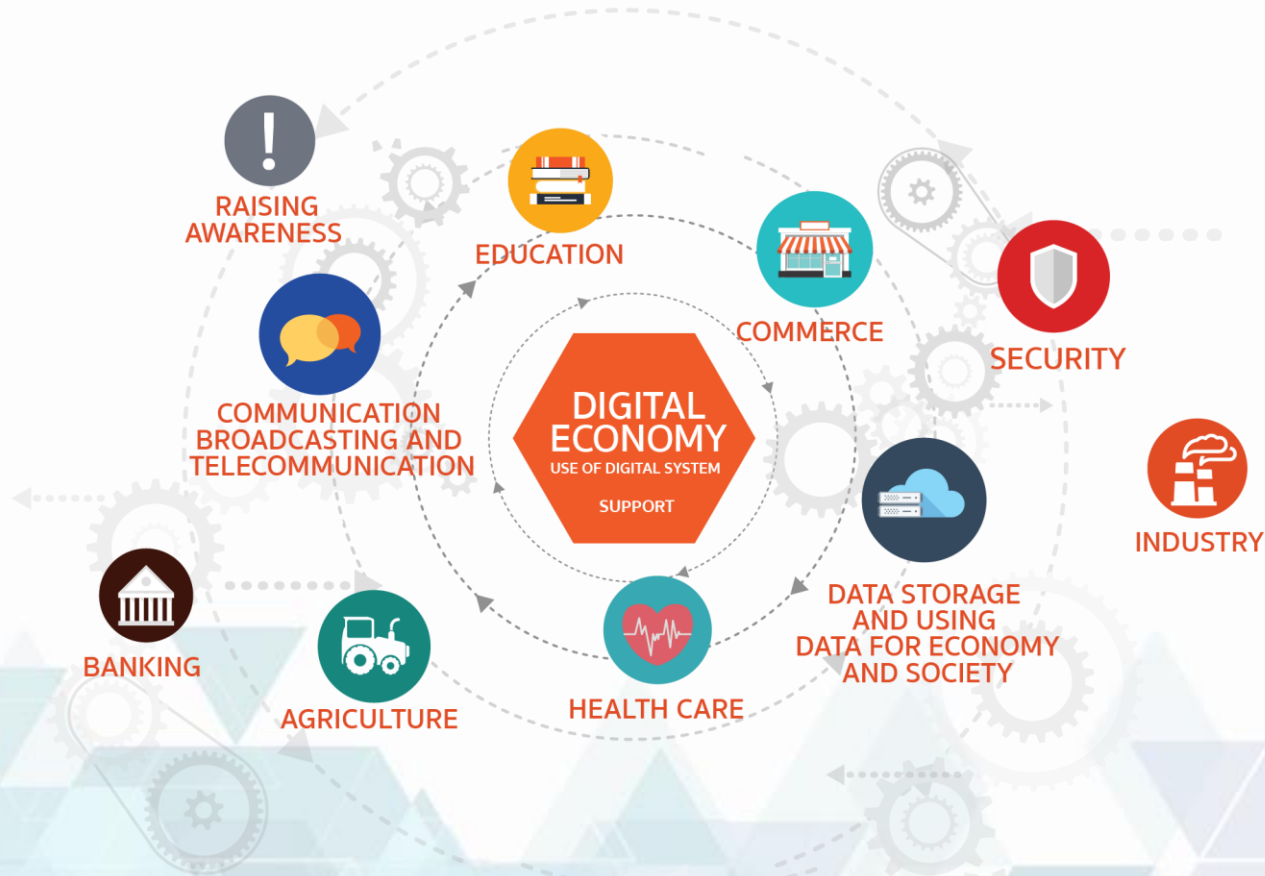 RAISING
AWARENESS
EDUCATION
COMMERCE
SECURITY
COMMUNICATION
BROADCASTING AND
TELECOMMUNICATION
DIGITAL
ECONOMY
USE OF DIGITAL SYSTEM
SUPPORT
INDUSTRY
BANKING
AGRICULTURE
HEALTH CARE
DATA STORAGE
AND USING
DATA FOR ECONOMY
AND SOCIETY